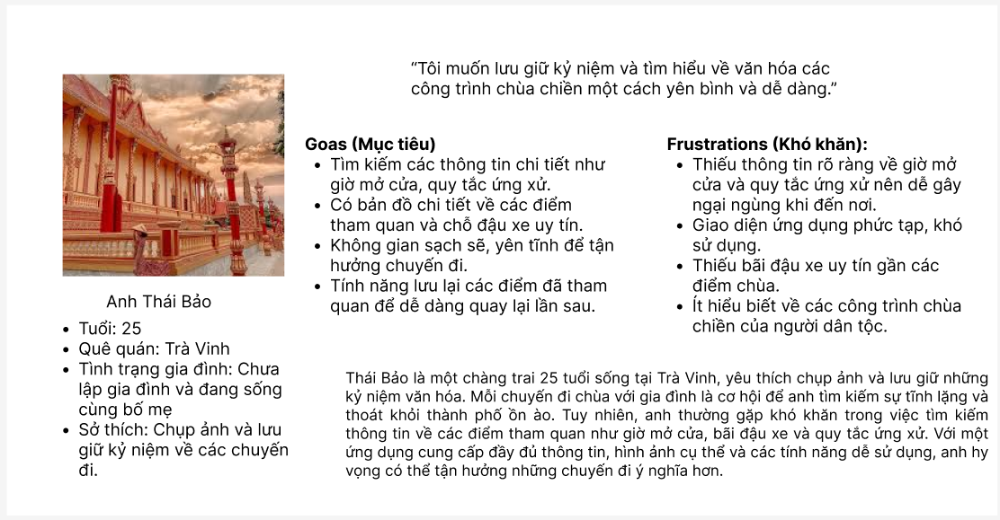 “Tôi muốn lưu giữ kỷ niệm và tìm hiểu về văn hóa các
công trình chùa chiền một cách yên bình và dễ dàng.”
Anh Thái Bảo
• Tuổi: 25
• Quê quán: Trà Vinh
• Tình trạng gia đình: Chưa
lập gia đình và đang sống
cùng bố mẹ
• Sở thích: Chụp ảnh và lưu
giữ kỷ niệm về các chuyến
đi.
Goas (Mục tiêu)
• Tìm kiếm các thông tin chi tiết như
giờ mở cửa, quy tắc ứng xử.
• Có bản đồ chi tiết về các điểm
tham quan và chỗ đậu xe uy tín.
• Không gian sạch sẽ, yên tĩnh để tận
hưởng chuyến đi.
• Tính năng lưu lại các điểm đã tham
quan để dễ dàng quay lại lần sau.
Frustrations (Khó khăn):
• Thiếu thông tin rõ ràng về giờ mở
cửa và quy tắc ứng xử nên dễ gây
ngại ngùng khi đến nơi.
• Giao diện ứng dụng phức tạp, khó
sử dụng.
• Thiếu bãi đậu xe uy tín gần các
điểm chùa.
• Ít hiểu biết về các công trình chùa
chiền của người dân tộc.
Thái Bảo là một chàng trai 25 tuổi sống tại Trà Vinh, yêu thích chụp ảnh và lưu giữ những
kỷ niệm văn hóa. Mỗi chuyến đi chùa với gia đình là cơ hội để anh tìm kiếm sự tĩnh lặng và
thoát khỏi thành phố ồn ào. Tuy nhiên, anh thường gặp khó khăn trong việc tìm kiếm
thông tin về các điểm tham quan như giờ mở cửa, bãi đậu xe và quy tắc ứng xử. Với một
ứng dụng cung cấp đầy đủ thông tin, hình ảnh cụ thể và các tính năng dễ sử dụng, anh hy
vọng có thể tận hưởng những chuyến đi ý nghĩa hơn.